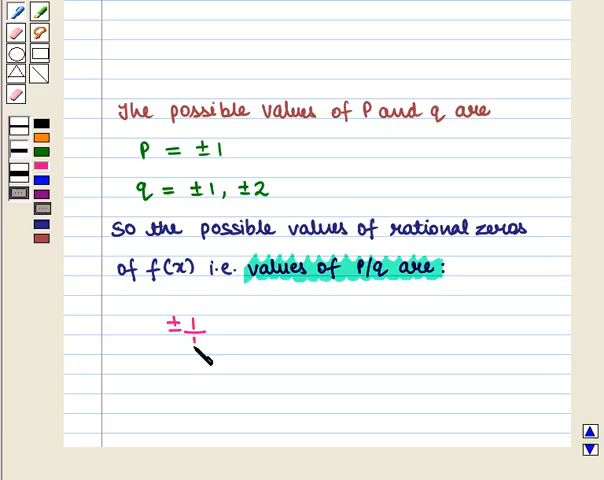 The possible values of P and q are
P = ±1
q = ±1, ±2
So the possible values of rational zeros
of f(x) i.e. values of P/q are:
± 1/1